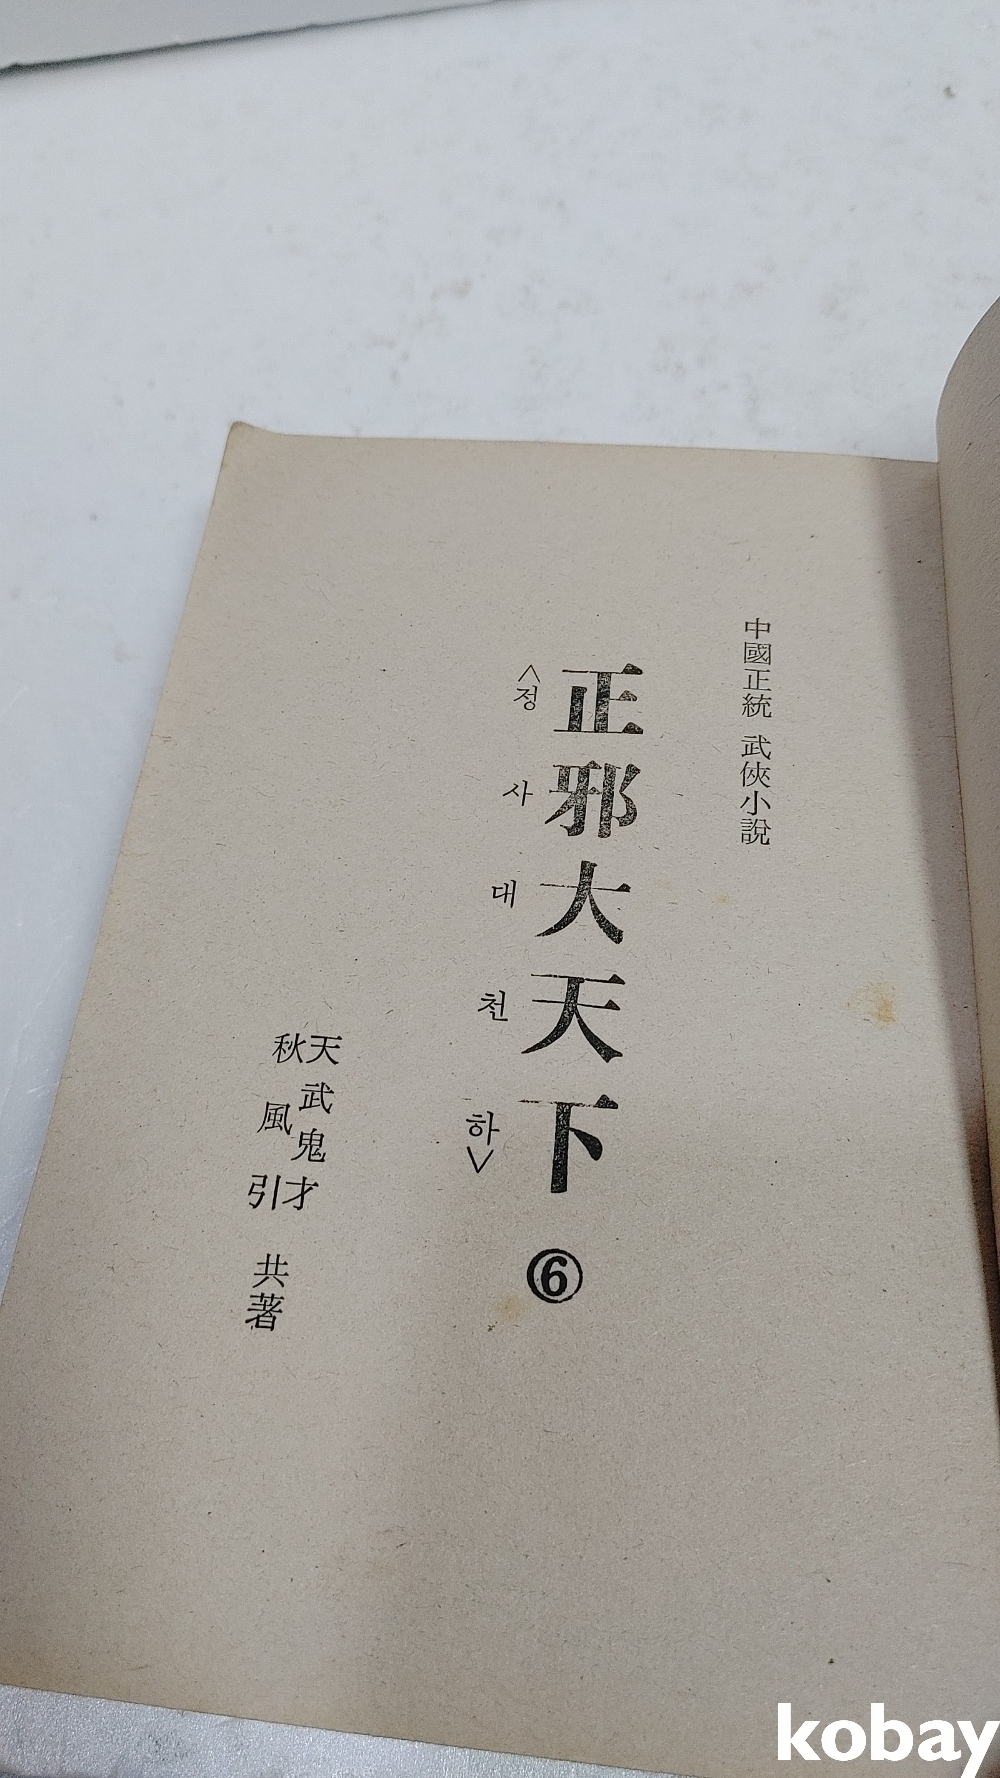 中國正統 武俠小說
正邪大天下 ⑥
<정사대천하>
天武鬼才
秋風引
共著
kobay